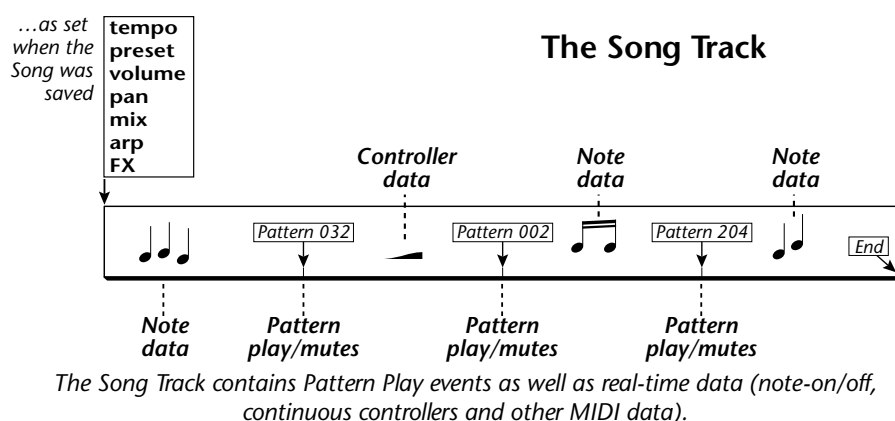 ...as set
when the
Song was
saved
tempo
preset
volume
pan
mix
arp
FX
The Song Track
Controller
data
Note
data
Note
data
Pattern 032
Pattern 002
Pattern 204
End
Note
data
Pattern
play/mutes
Pattern
play/mutes
Pattern
play/mutes
The Song Track contains Pattern Play events as well as real-time data (note-on/off,
continuous controllers and other MIDI data).